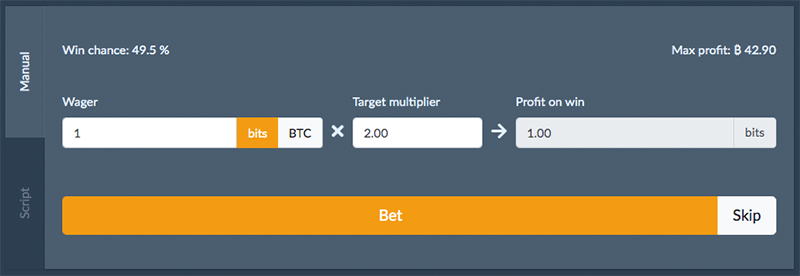 Manual
Script
Win chance: 49.5 %
Max profit: ฿ 42.90
Wager
Target multiplier
Profit on win
1 bits BTC × 2.00 → 1.00 bits
Bet Skip